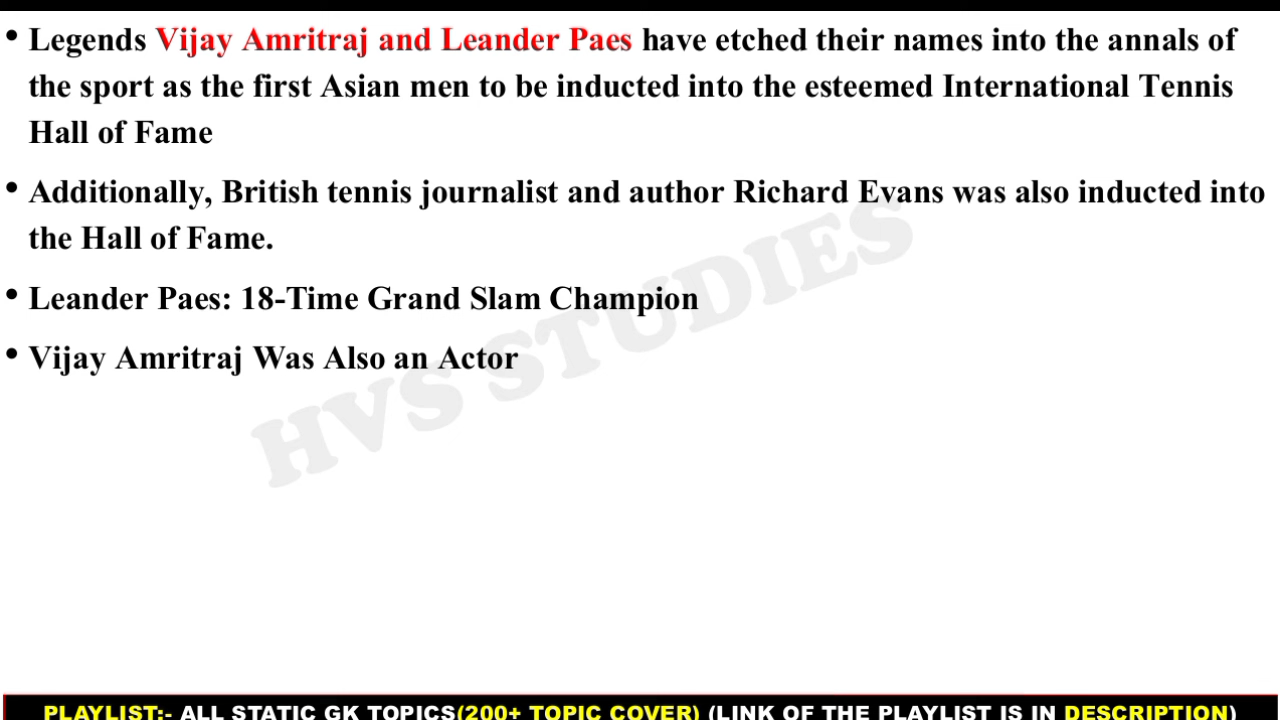 • Legends Vijay Amritraj and Leander Paes have etched their names into the annals of
the sport as the first Asian men to be inducted into the esteemed International Tennis
Hall of Fame
• Additionally, British tennis journalist and author Richard Evans was also inducted into
the Hall of Fame.
• Leander Paes: 18-Time Grand Slam Champion
• Vijay Amritraj Was Also an Actor
HVS STUDIES
PLAYLIST:- ALL STATIC GK TOPICS(200+ TOPIC COVER) (LINK OF THE PLAYLIST IS IN DESCRIPTION)